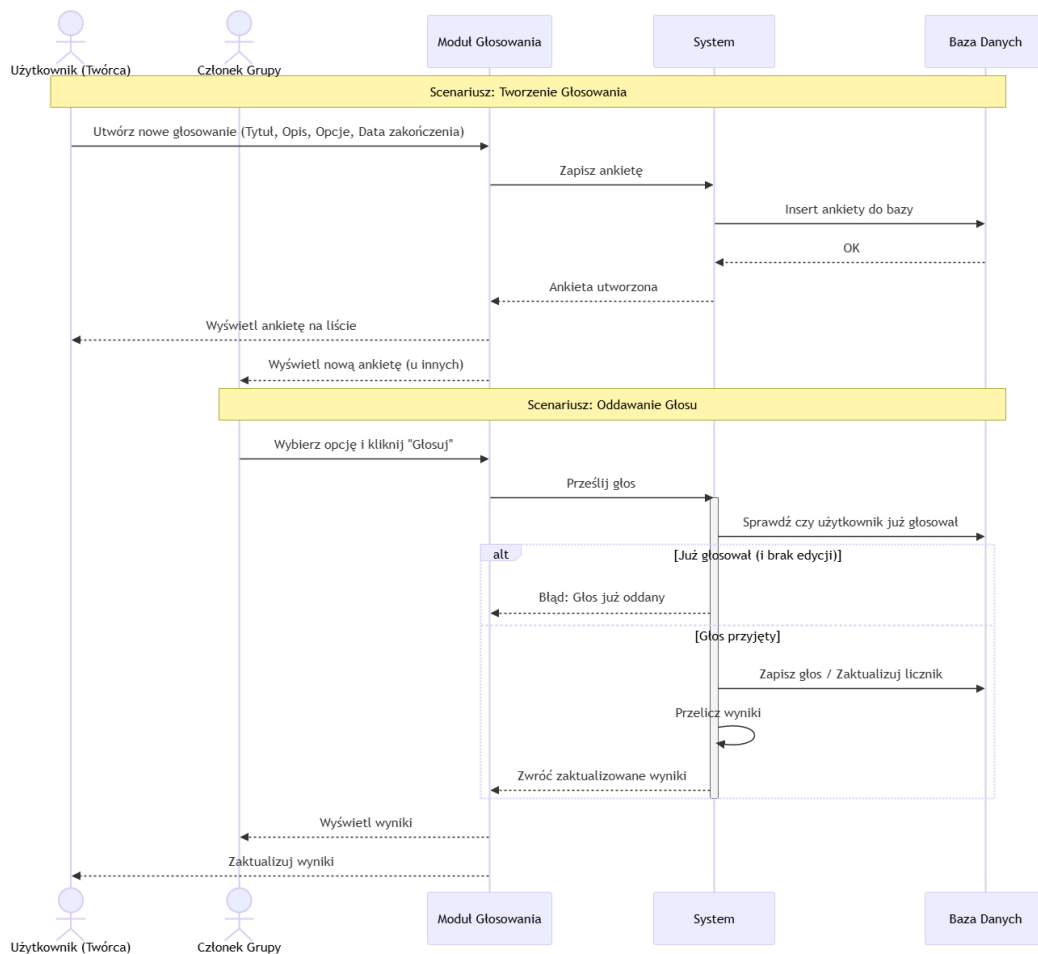 Moduł Głosowania
System
Baza Danych
Użytkownik (Twórca)
Członek Grupy
Scenariusz: Tworzenie Głosowania
Utwórz nowe głosowanie (Tytuł, Opis, Opcje, Data zakończenia)
Zapisz ankietę
Insert ankiety do bazy
OK
Ankieta utworzona
Wyświetl ankietę na liście
Wyświetl nową ankietę (u innych)
Scenariusz: Oddawanie Głosu
Wybierz opcję i kliknij "Głosuj"
Prześlij głos
Sprawdź czy użytkownik już głosował
alt
[Już głosował (i brak edycji)]
Błąd: Głos już oddany
[Głos przyjęty]
Zapisz głos / Zaktualizuj licznik
Przelicz wyniki
Zwróć zaktualizowane wyniki
Wyświetl wyniki
Zaktualizuj wyniki
Moduł Głosowania
System
Baza Danych
Użytkownik (Twórca)
Członek Grupy